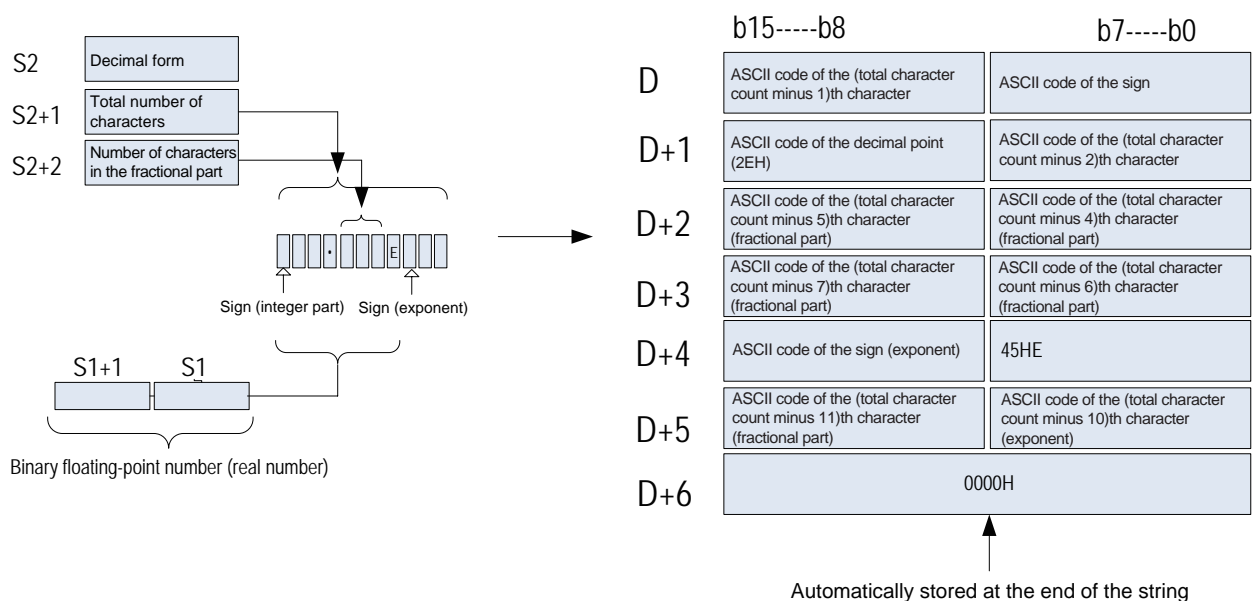 S2
Decimal form
S2+1
Total number of
characters
S2+2
Number of characters
in the fractional part
•
E
Sign (integer part)
Sign (exponent)
S1+1
S1
Binary floating-point number (real number)
b15-----b8
b7-----b0
D
ASCII code of the (total character
count minus 1)th character
ASCII code of the sign
D+1
ASCII code of the decimal point
(2EH)
ASCII code of the (total character
count minus 2)th character
D+2
ASCII code of the (total character
count minus 5)th character
(fractional part)
ASCII code of the (total character
count minus 4)th character
(fractional part)
D+3
ASCII code of the (total character
count minus 7)th character
(fractional part)
ASCII code of the (total character
count minus 6)th character
(fractional part)
D+4
ASCII code of the sign (exponent)
45HE
D+5
ASCII code of the (total character
count minus 11)th character
(fractional part)
ASCII code of the (total character
count minus 10)th character
(exponent)
D+6
0000H
Automatically stored at the end of the string